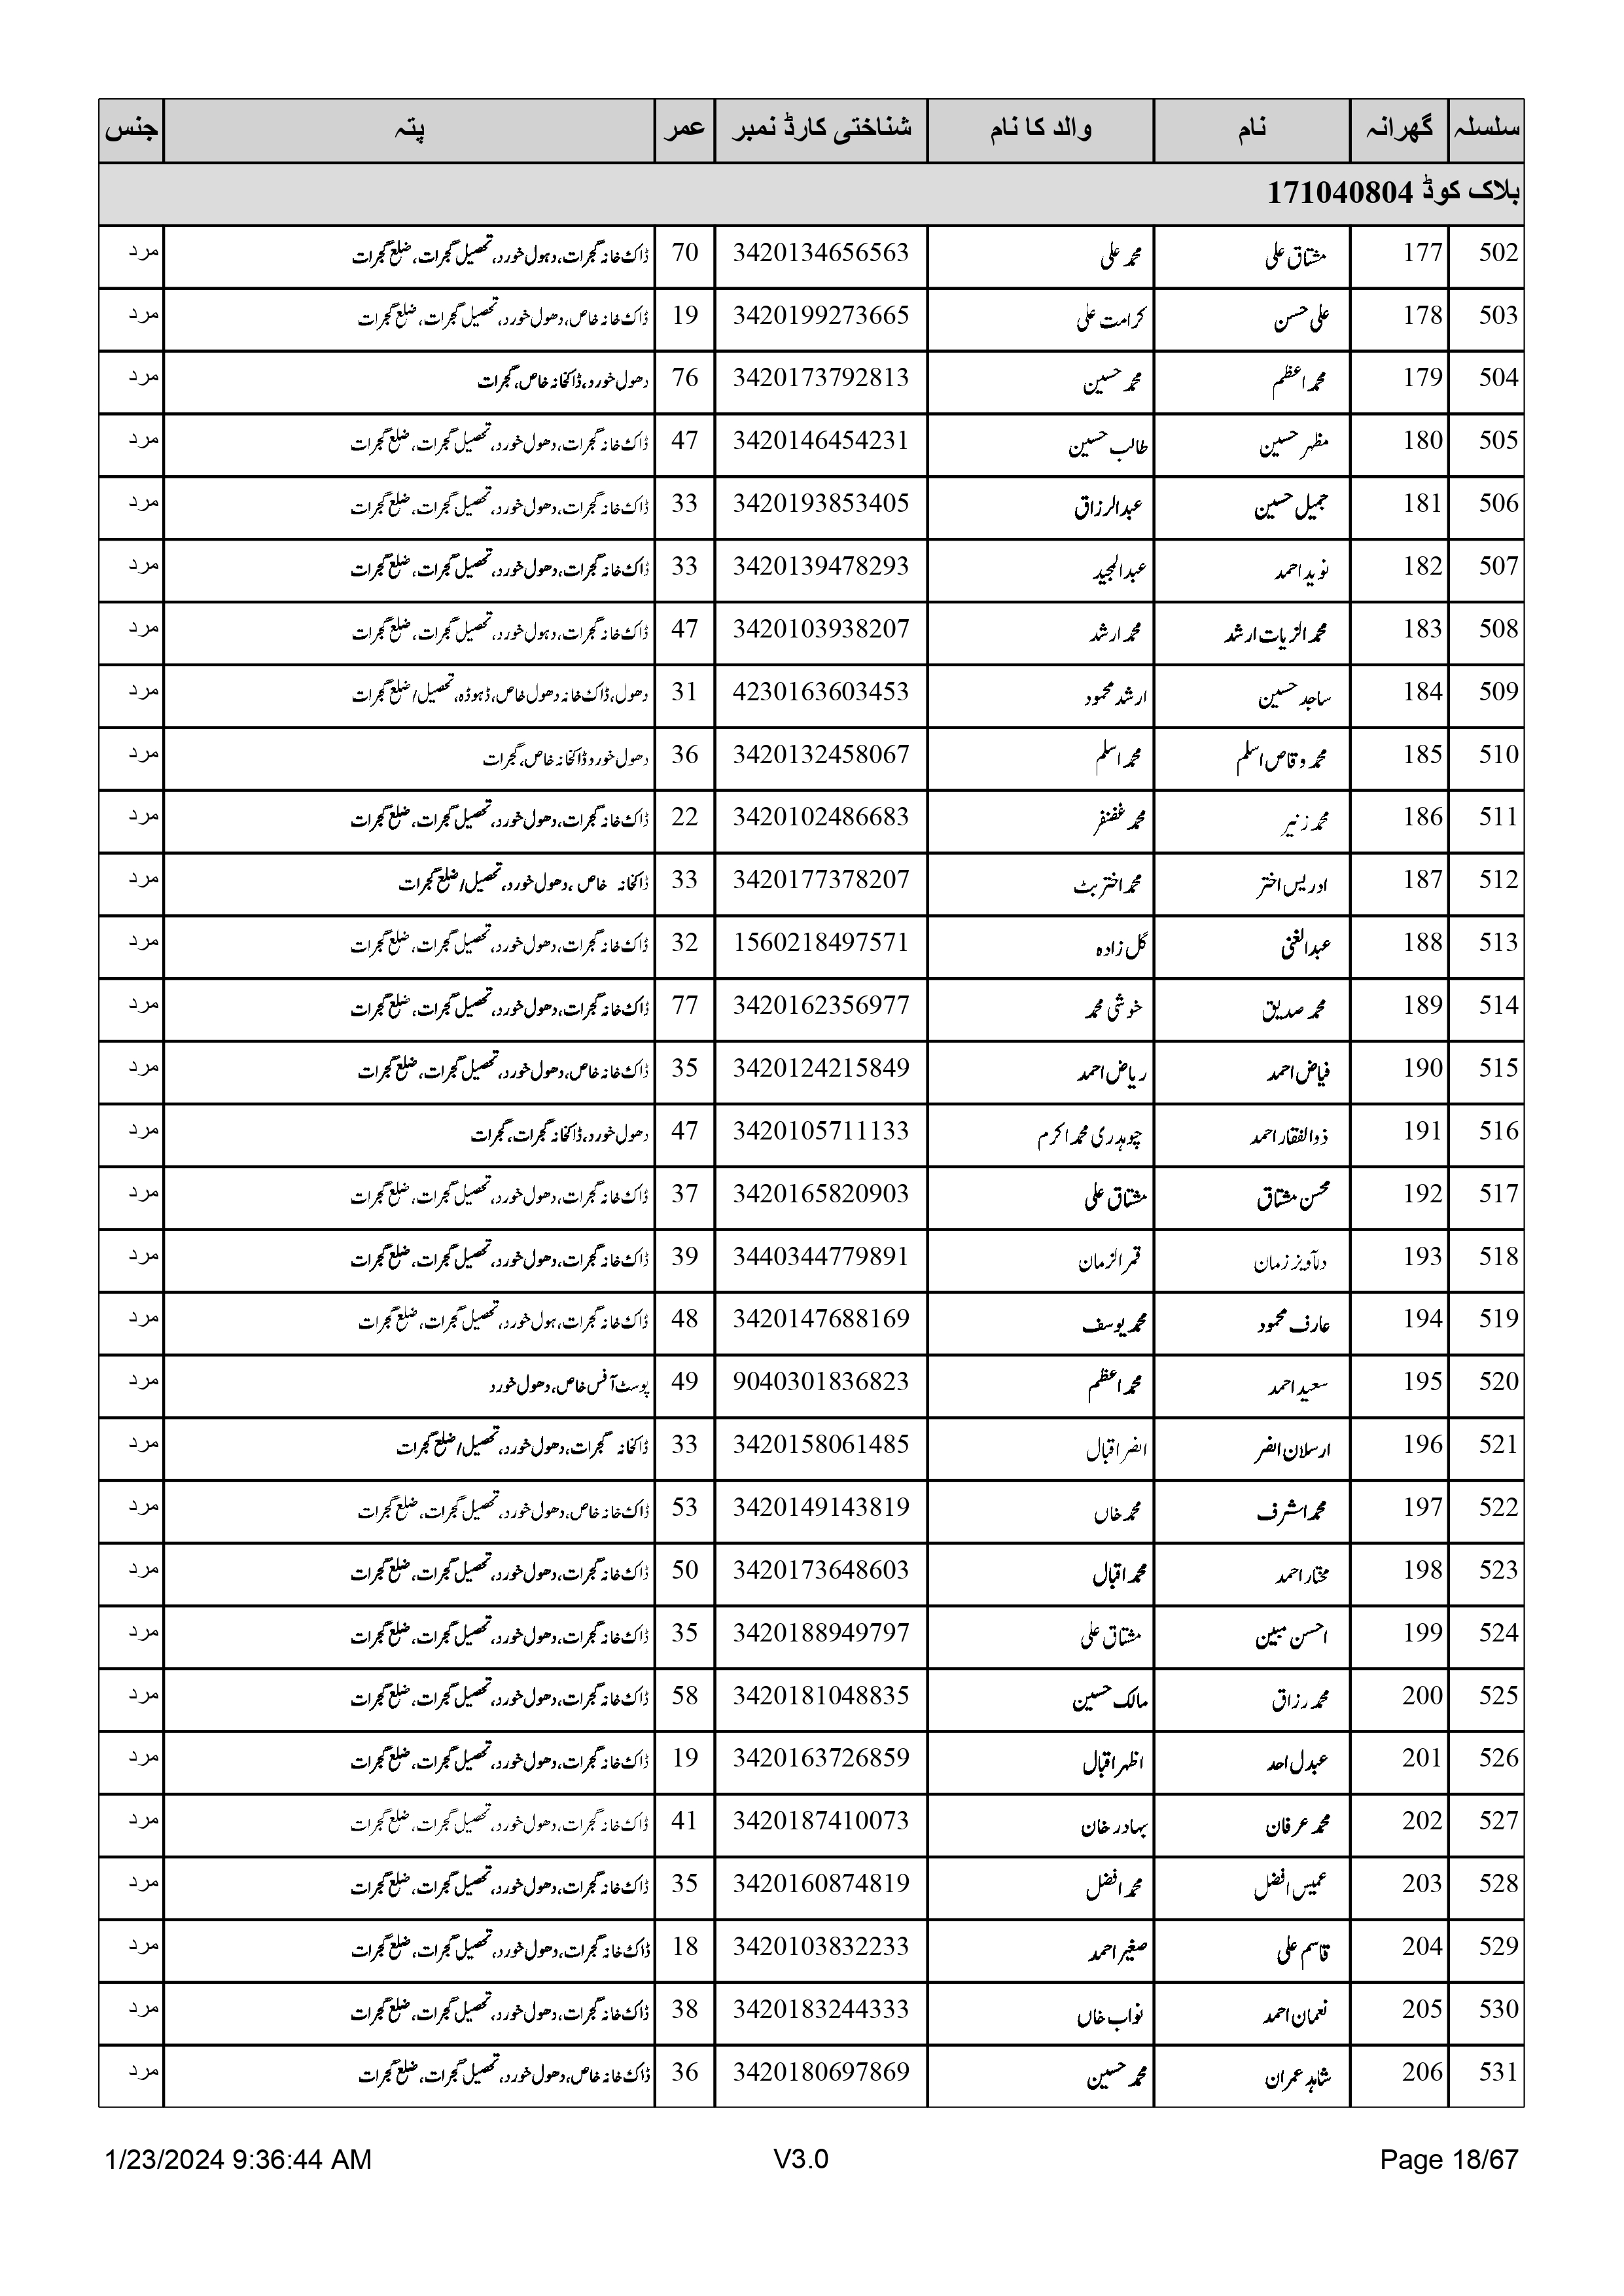 سلسلہ گھرانہ نام والد کا نام شناختی کارڈ نمبر عمر پتہ جنس
بلاک کوڈ 171040804
502 177 مشتاق علی محمد علی 3420134656563 70 ڈاک خانہ گجرات، دہول خورد، تحصیل گجرات، ضلع گجرات مرد
503 178 علی حسن کرامت علی 3420199273665 19 ڈاک خانہ خاص، دھول خورد، تحصیل گجرات، ضلع گجرات مرد
504 179 محمد اعظم محمد حسین 3420173792813 76 دھول خورد، ڈاکخانہ خاص، گجرات مرد
505 180 مظہر حسین طالب حسین 3420146454231 47 ڈاک خانہ گجرات، دھول خورد، تحصیل گجرات، ضلع گجرات مرد
506 181 جمیل حسین عبدالرزاق 3420193853405 33 ڈاک خانہ گجرات، دھول خورد، تحصیل گجرات، ضلع گجرات مرد
507 182 نوید احمد عبدالمجید 3420139478293 33 ڈاک خانہ گجرات، دھول خورد، تحصیل گجرات، ضلع گجرات مرد
508 183 محمد الزیات ارشد محمد ارشد 3420103938207 47 ڈاک خانہ گجرات، دہول خورد، تحصیل گجرات، ضلع گجرات مرد
509 184 ساجد حسین ارشد محمود 4230163603453 31 دھول، ڈاک خانہ دھول خاص، ڈہوڈہ، تحصیل/ضلع گجرات مرد
510 185 محمد وقاص اسلم محمد اسلم 3420132458067 36 دھول خورد ڈاکخانہ خاص، گجرات مرد
511 186 محمد زنیر محمد غضنفر 3420102486683 22 ڈاک خانہ گجرات، دھول خورد، تحصیل گجرات، ضلع گجرات مرد
512 187 ادریس اختر محمد اختر بٹ 3420177378207 33 ڈاکخانہ خاص ،دھول خورد، تحصیل/ضلع گجرات مرد
513 188 عبدالغنی گل زادہ 1560218497571 32 ڈاک خانہ گجرات، دھول خورد، تحصیل گجرات، ضلع گجرات مرد
514 189 محمد صدیق خوشی محمد 3420162356977 77 ڈاک خانہ گجرات، دھول خورد، تحصیل گجرات، ضلع گجرات مرد
515 190 فیاض احمد ریاض احمد 3420124215849 35 ڈاک خانہ خاص، دھول خورد، تحصیل گجرات، ضلع گجرات مرد
516 191 ذوالفقار احمد چوہدری محمد اکرم 3420105711133 47 دھول خورد، ڈاکخانہ گجرات، گجرات مرد
517 192 محسن مشتاق مشتاق علی 3420165820903 37 ڈاک خانہ گجرات، دھول خورد، تحصیل گجرات، ضلع گجرات مرد
518 193 دلآویز زمان قمر الزمان 3440344779891 39 ڈاک خانہ گجرات، دھول خورد، تحصیل گجرات، ضلع گجرات مرد
519 194 عارف محمود محمد یوسف 3420147688169 48 ڈاک خانہ گجرات، ہول خورد، تحصیل گجرات، ضلع گجرات مرد
520 195 سعید احمد محمد اعظم 9040301836823 49 پوسٹ آفس خاص، دھول خورد مرد
521 196 ارسلان انصر انصر اقبال 3420158061485 33 ڈاکخانہ گجرات، دھول خورد، تحصیل/ضلع گجرات مرد
522 197 محمد اشرف محمد خاں 3420149143819 53 ڈاک خانہ خاص، دھول خورد، تحصیل گجرات، ضلع گجرات مرد
523 198 مختار احمد محمد اقبال 3420173648603 50 ڈاک خانہ گجرات، دھول خورد، تحصیل گجرات، ضلع گجرات مرد
524 199 احسن مبین مشتاق علی 3420188949797 35 ڈاک خانہ گجرات، دھول خورد، تحصیل گجرات، ضلع گجرات مرد
525 200 محمد رزاق مالک حسین 3420181048835 58 ڈاک خانہ گجرات، دھول خورد، تحصیل گجرات، ضلع گجرات مرد
526 201 عبدل احد اظہر اقبال 3420163726859 19 ڈاک خانہ گجرات، دھول خورد، تحصیل گجرات، ضلع گجرات مرد
527 202 محمد عرفان بہادر خان 3420187410073 41 ڈاک خانہ گجرات، دھول خورد، تحصیل گجرات، ضلع گجرات مرد
528 203 عمیس افضل محمد افضل 3420160874819 35 ڈاک خانہ گجرات، دھول خورد، تحصیل گجرات، ضلع گجرات مرد
529 204 قاسم علی صغیر احمد 3420103832233 18 ڈاک خانہ گجرات، دھول خورد، تحصیل گجرات، ضلع گجرات مرد
530 205 نعمان احمد نواب خاں 3420183244333 38 ڈاک خانہ گجرات، دھول خورد، تحصیل گجرات، ضلع گجرات مرد
531 206 شاہد عمران محمد حسین 3420180697869 36 ڈاک خانہ خاص، دھول خورد، تحصیل گجرات، ضلع گجرات مرد
1/23/2024 9:36:44 AM V3.0 Page 18/67